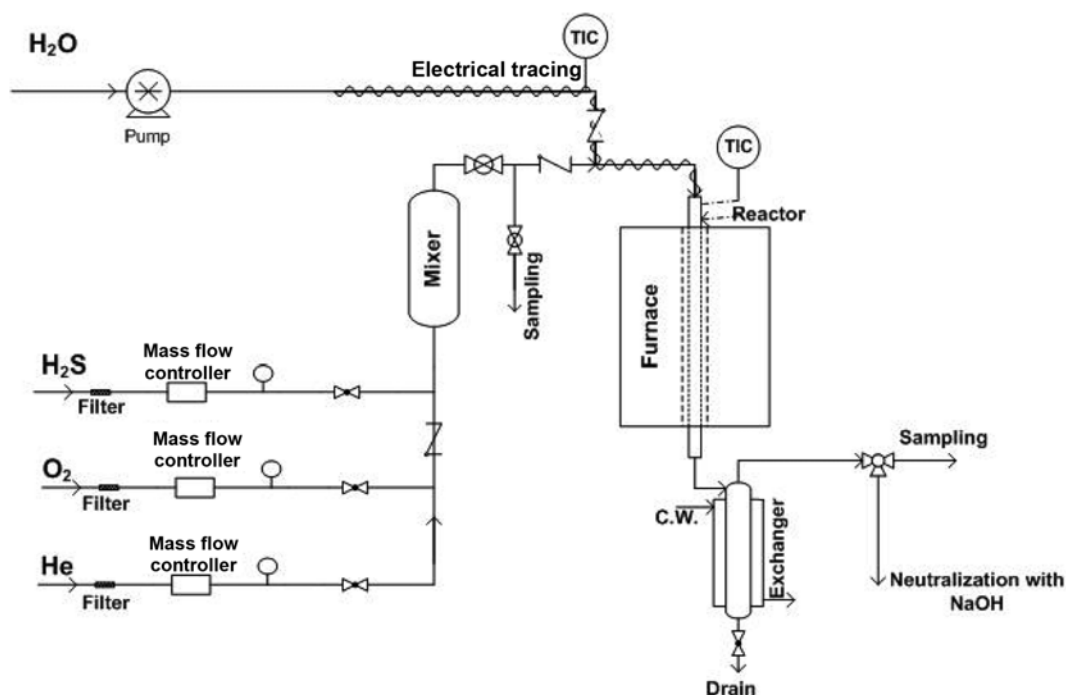 H₂O
TIC
Electrical tracing
Pump
TIC
Reactor
Mixer
Sampling
Furnace
H₂S
Mass flow
controller
Filter
O₂
Mass flow
controller
Filter
He
Mass flow
controller
Filter
Sampling
C.W.
Exchanger
Neutralization with
NaOH
Drain